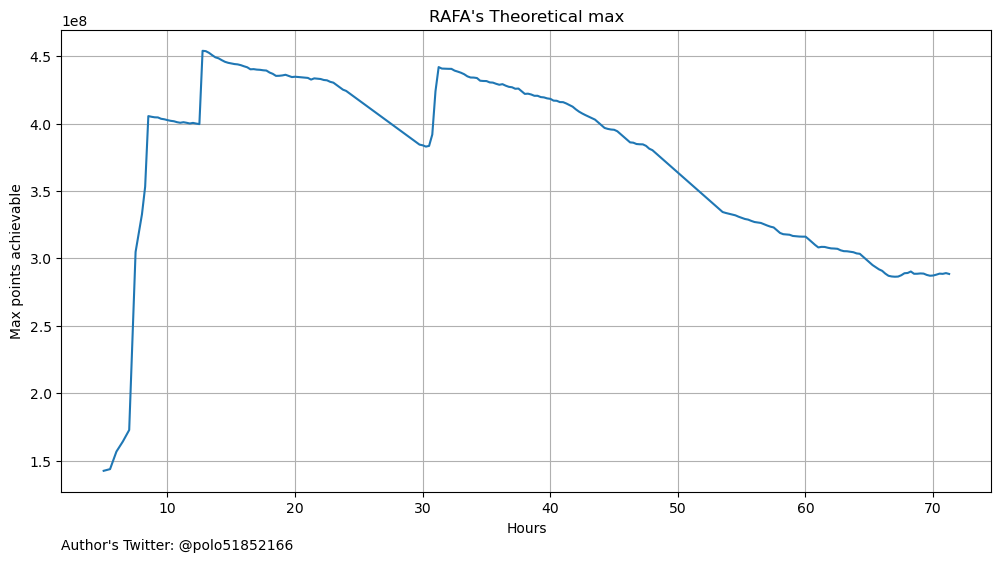 RAFA's Theoretical max
1e8
Max points achievable
4.5
4.0
3.5
3.0
2.5
2.0
1.5
10 20 30 40 50 60 70
Hours
Author's Twitter: @polo51852166